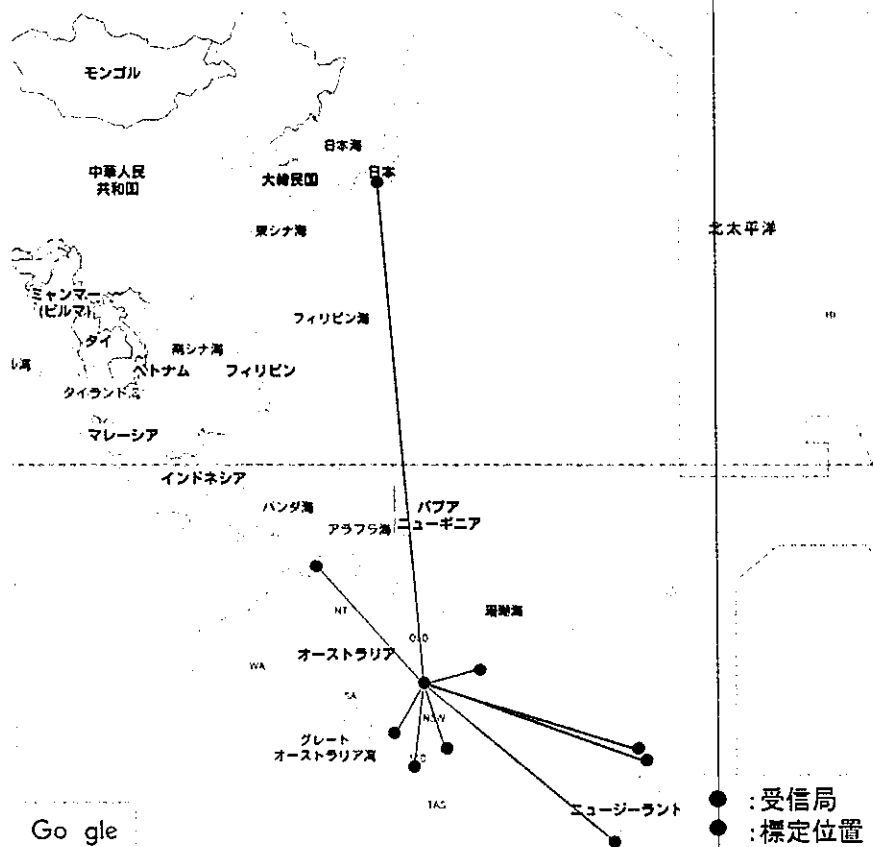 モンゴル
日本海
中華人民
共和国
大韓民国
日本
東シナ海
北太平洋
ミャンマー
(ビルマ)
フィリピン海
HI
タイ
南シナ海
ベトナム
フィリピン
タイランド湾
マレーシア
インドネシア
バンダ海
パプア
ニューギニア
アラフラ海
NT
珊瑚海
QLD
オーストラリア
WA
SA
NSW
グレート
オーストラリア湾
VIC
TAS
ニュージーランド
:受信局
:標定位置
Go gle